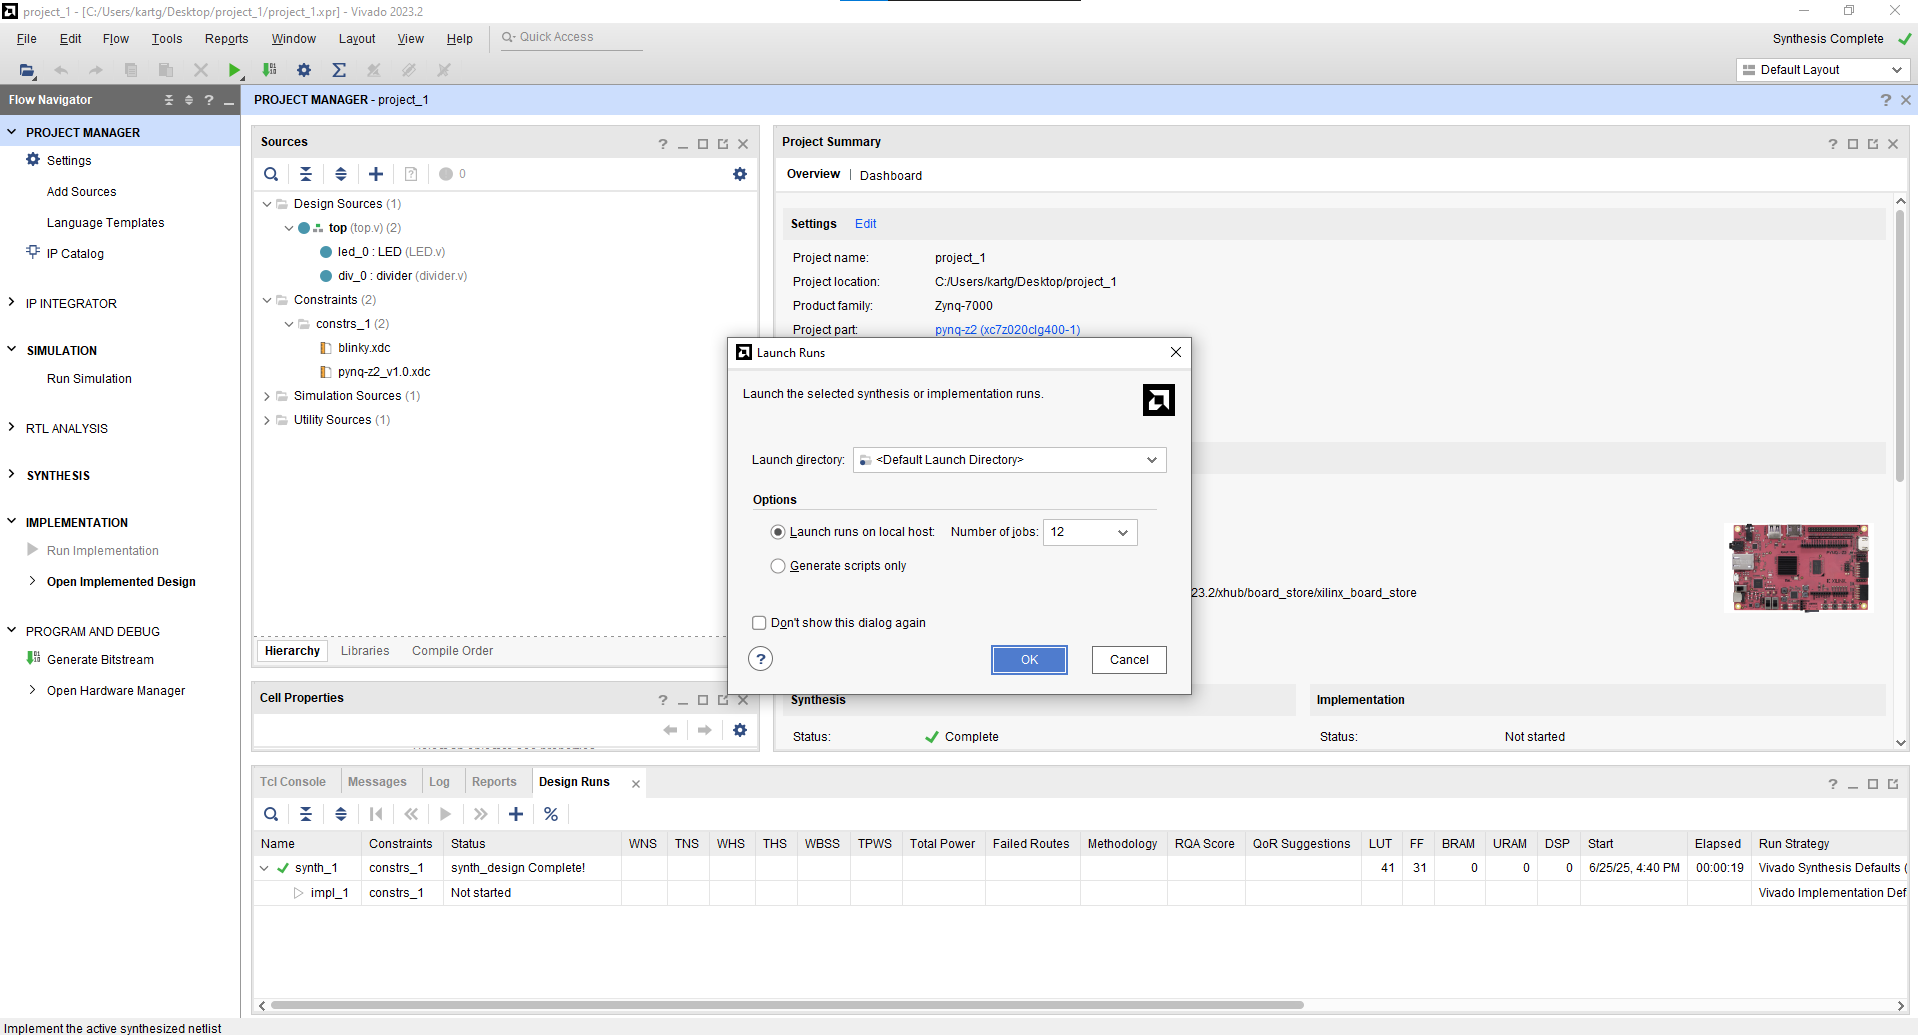 project_1 - [C:/Users/kartg/Desktop/project_1/project_1.xpr] - Vivado 2023.2
File Edit Flow Tools Reports Window Layout View Help Quick Access
Synthesis Complete
Default Layout
Flow Navigator
PROJECT MANAGER - project_1
PROJECT MANAGER
Settings
Add Sources
Language Templates
IP Catalog
IP INTEGRATOR
SIMULATION
Run Simulation
RTL ANALYSIS
SYNTHESIS
IMPLEMENTATION
Run Implementation
Open Implemented Design
PROGRAM AND DEBUG
Generate Bitstream
Open Hardware Manager
Sources
0
Design Sources (1)
top (top.v) (2)
led_0 : LED (LED.v)
div_0 : divider (divider.v)
Constraints (2)
constrs_1 (2)
blinky.xdc
pynq-z2_v1.0.xdc
Simulation Sources (1)
Utility Sources (1)
Hierarchy Libraries Compile Order
Cell Properties
Project Summary
Overview | Dashboard
Settings Edit
Project name: project_1
Project location: C:/Users/kartg/Desktop/project_1
Product family: Zynq-7000
Project part: pynq-z2 (xc7z020clg400-1)
23.2/xhub/board_store/xilinx_board_store
Synthesis
Status: Complete
Implementation
Status: Not started
Launch Runs
Launch the selected synthesis or implementation runs.
Launch directory: <Default Launch Directory>
Options
Launch runs on local host: Number of jobs: 12
Generate scripts only
Don't show this dialog again
? OK Cancel
Tcl Console Messages Log Reports Design Runs
Name Constraints Status WNS TNS WHS THS WBSS TPWS Total Power Failed Routes Methodology RQA Score QoR Suggestions LUT FF BRAM URAM DSP Start Elapsed Run Strategy
synth_1 constrs_1 synth_design Complete! 41 31 0 0 0 6/25/25, 4:40 PM 00:00:19 Vivado Synthesis Defaults (
impl_1 constrs_1 Not started Vivado Implementation Def
Implement the active synthesized netlist